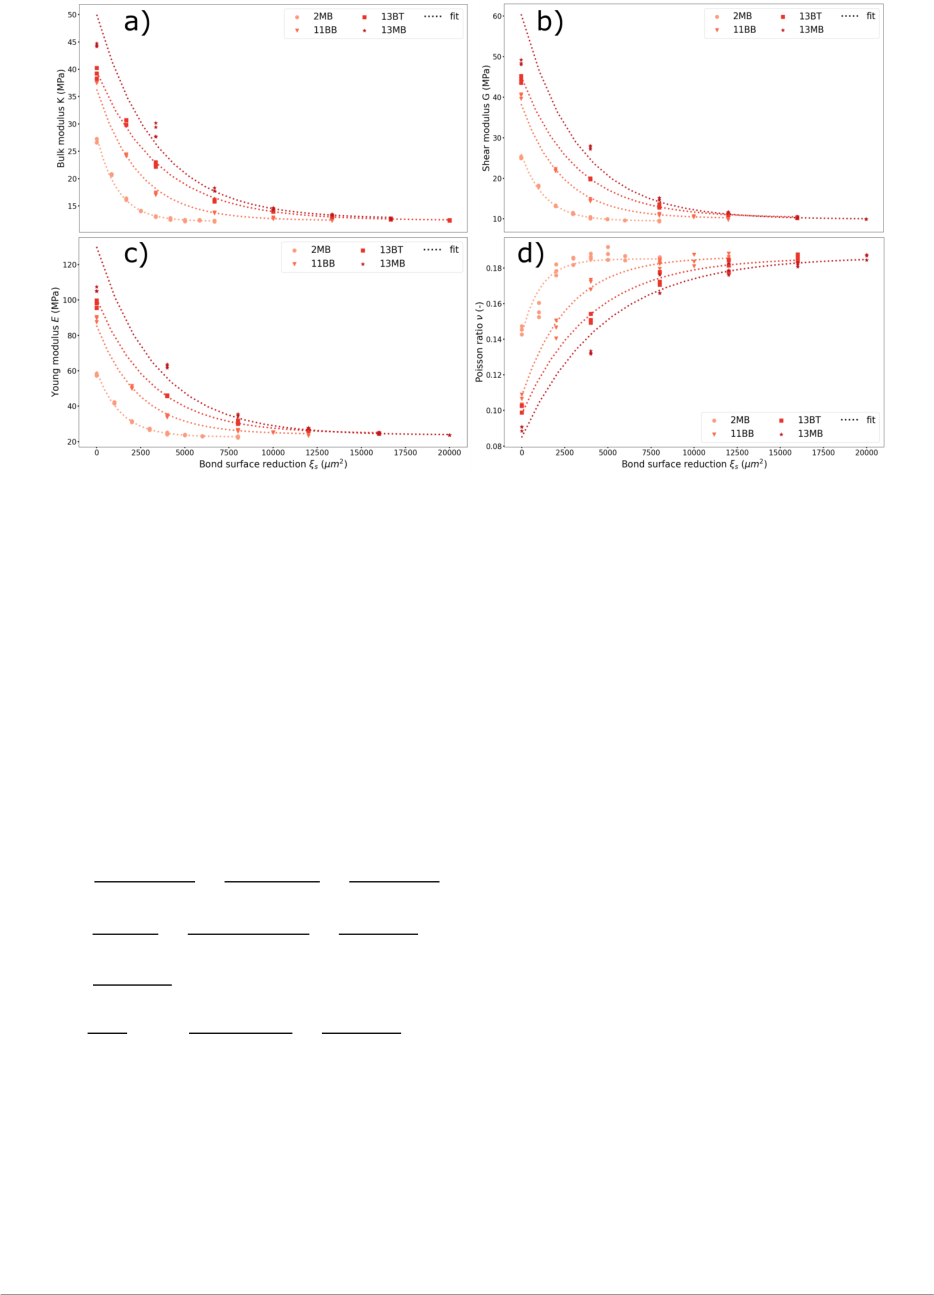 a)
2MB 13BT fit
11BB 13MB
50
45
40
35
30
25
20
15
Bulk modulus K (MPa)
b)
2MB 13BT fit
11BB 13MB
60
50
40
30
20
10
Shear modulus G (MPa)
c)
2MB 13BT fit
11BB 13MB
120
100
80
60
40
20
Young modulus E (MPa)
0 2500 5000 7500 10000 12500 15000 17500 20000
Bond surface reduction ξs (μm²)
d)
0.18
0.16
0.14
0.12
0.10
0.08
Poisson ratio ν (-)
2MB 13BT fit
11BB 13MB
0 2500 5000 7500 10000 12500 15000 17500 20000
Bond surface reduction ξs (μm²)